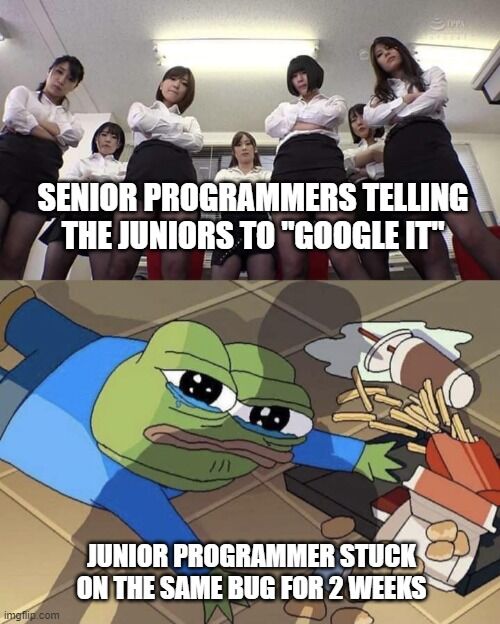 SENIOR PROGRAMMERS TELLING
THE JUNIORS TO "GOOGLE IT"
JUNIOR PROGRAMMER STUCK
ON THE SAME BUG FOR 2 WEEKS
imgflip.com